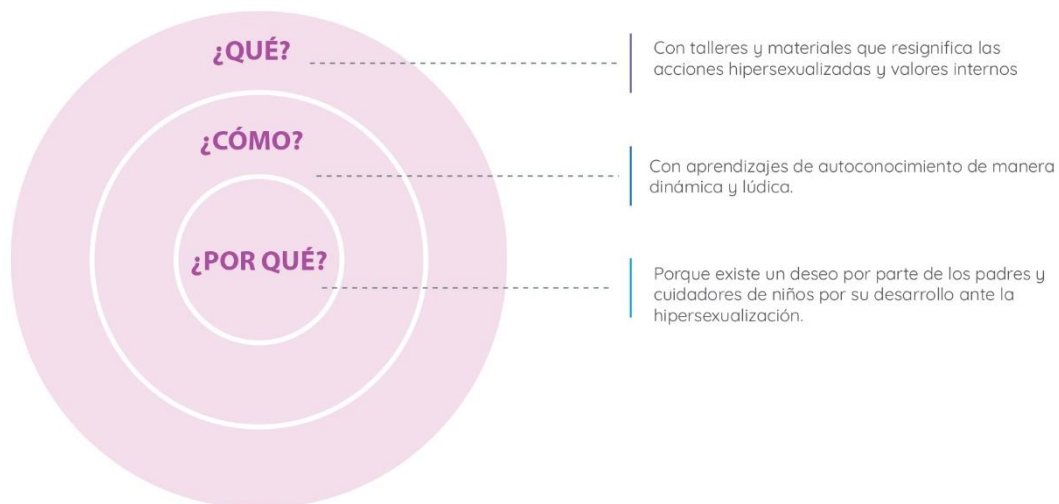 ¿QUÉ?
Con talleres y materiales que resignifica las
acciones hipersexualizadas y valores internos
¿CÓMO?
Con aprendizajes de autoconocimiento de manera
dinámica y lúdica.
¿POR QUÉ?
Porque existe un deseo por parte de los padres y
cuidadores de niños por su desarrollo ante la
hipersexualización.